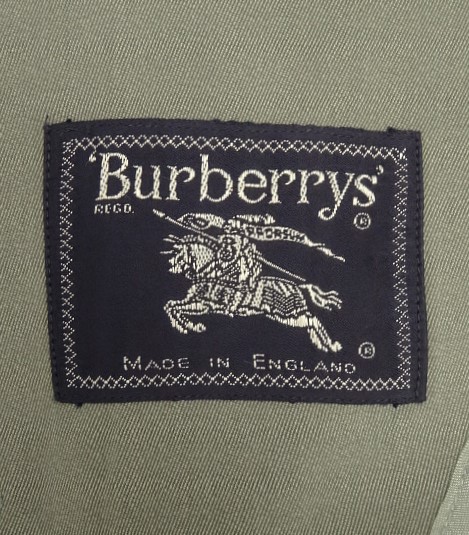 'Burberrys'
REGD. ®
PRORSUM
®
MADE IN ENGLAND